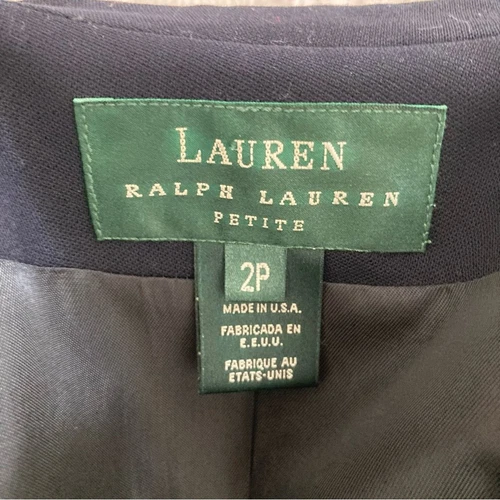 LAUREN
RALPH LAUREN
PETITE
2P
MADE IN U.S.A.
FABRICADA EN
E.E.U.U.
FABRIQUE AU
ETATS-UNIS